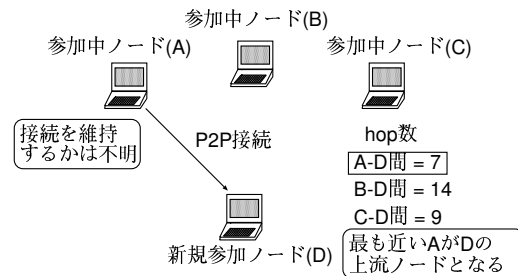 参加中ノード(B)
参加中ノード(A)
参加中ノード(C)
接続を維持
するかは不明
P2P接続
hop数
A-D間 = 7
B-D間 = 14
C-D間 = 9
新規参加ノード(D)
最も近いAがDの
上流ノードとなる